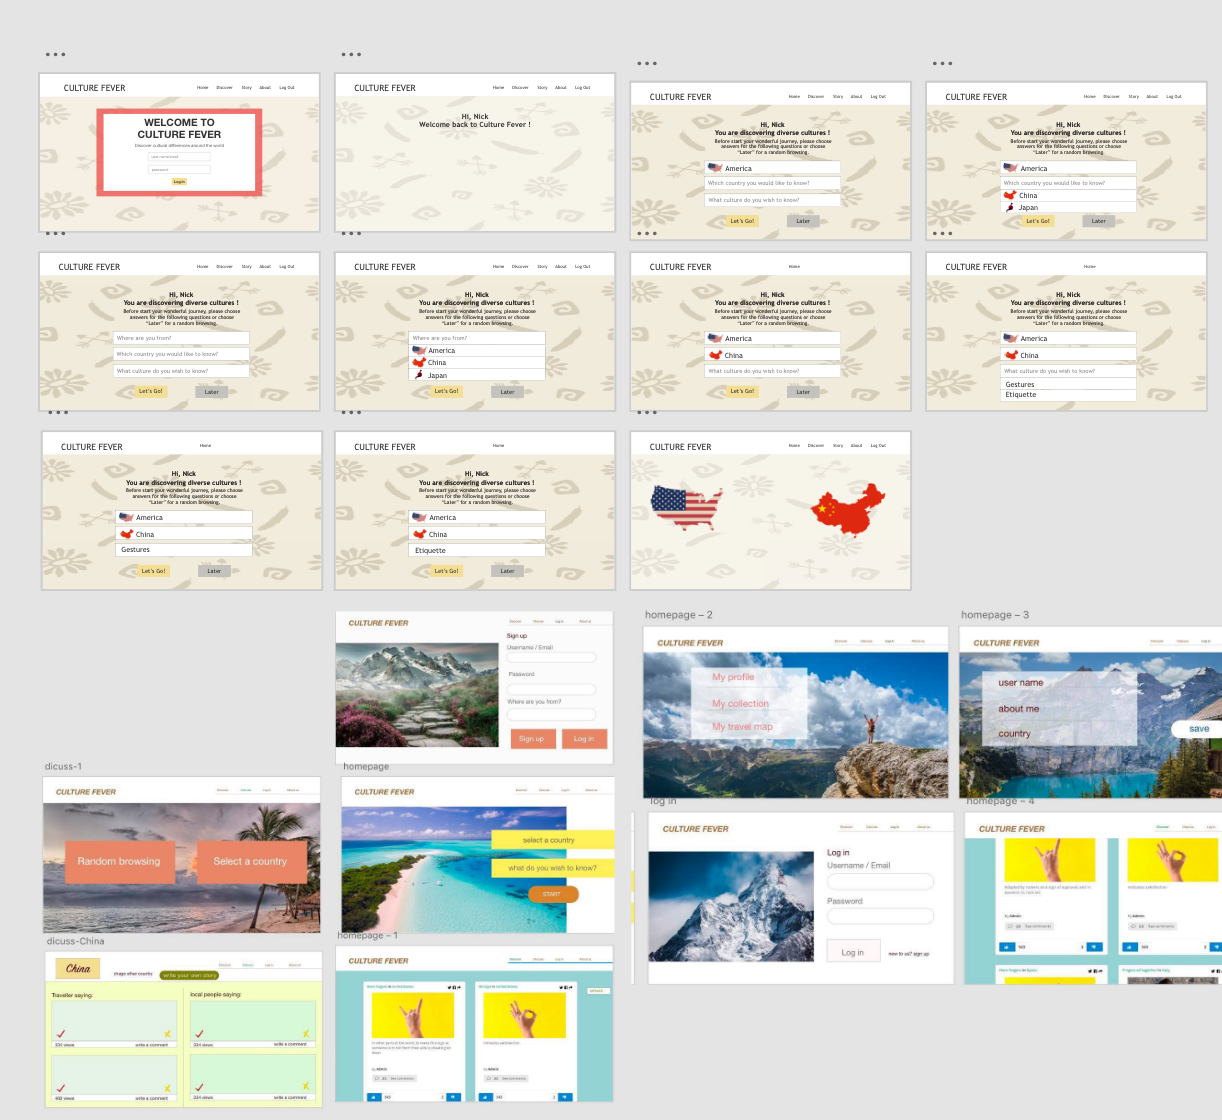 CULTURE FEVER
Home Discover Story About Log Out
WELCOME TO
CULTURE FEVER
Discover cultural differences around the world
password
Login
CULTURE FEVER
Home Discover Story About Log Out
Hi, Nick
Welcome back to Culture Fever !
CULTURE FEVER
Home Discover Story About Log Out
Hi, Nick
You are discovering diverse cultures !
Before start your wonderful journey, please choose
answers for the following questions or choose
"Later" for a random browsing.
America
Which country you would like to know?
What culture do you wish to know?
Let's Go! Later
CULTURE FEVER
Home Discover Story About Log Out
Hi, Nick
You are discovering diverse cultures !
Before start your wonderful journey, please choose
answers for the following questions or choose
"Later" for a random browsing.
America
Which country you would like to know?
China
Japan
Let's Go! Later
CULTURE FEVER
Home Discover Story About Log Out
Hi, Nick
You are discovering diverse cultures !
Before start your wonderful journey, please choose
answers for the following questions or choose
"Later" for a random browsing.
Where are you from?
Which country you would like to know?
What culture do you wish to know?
Let's Go! Later
CULTURE FEVER
Home Discover Story About Log Out
Hi, Nick
You are discovering diverse cultures !
Before start your wonderful journey, please choose
answers for the following questions or choose
"Later" for a random browsing.
Where are you from?
America
China
Japan
Let's Go! Later
CULTURE FEVER
Home
Hi, Nick
You are discovering diverse cultures !
Before start your wonderful journey, please choose
answers for the following questions or choose
"Later" for a random browsing.
America
China
What culture do you wish to know?
Let's Go! Later
CULTURE FEVER
Home
Hi, Nick
You are discovering diverse cultures !
Before start your wonderful journey, please choose
answers for the following questions or choose
"Later" for a random browsing.
America
China
What culture do you wish to know?
Gestures
Etiquette
CULTURE FEVER
Home
Hi, Nick
You are discovering diverse cultures !
Before start your wonderful journey, please choose
answers for the following questions or choose
"Later" for a random browsing.
America
China
Gestures
Let's Go! Later
CULTURE FEVER
Home
Hi, Nick
You are discovering diverse cultures !
Before start your wonderful journey, please choose
answers for the following questions or choose
"Later" for a random browsing.
America
China
Etiquette
Let's Go! Later
CULTURE FEVER
Home Discover Story About Log Out
CULTURE FEVER
Sign up
Username / Email
Password
Where are you from?
Sign up Log in
homepage – 2
CULTURE FEVER
My profile
My collection
My travel map
homepage – 3
CULTURE FEVER
user name
about me
country
save
dicuss-1
CULTURE FEVER
Random browsing Select a country
homepage
CULTURE FEVER
select a country
what do you wish to know?
START
log in
CULTURE FEVER
Log in
Username / Email
Password
Log in new to us? sign up
homepage – 4
CULTURE FEVER
by Admin
See comments
dicuss-China
China
write your own story
Traveller saying: local people saying:
write a comment write a comment
write a comment write a comment
homepage – 1
CULTURE FEVER
by Admin
See comments